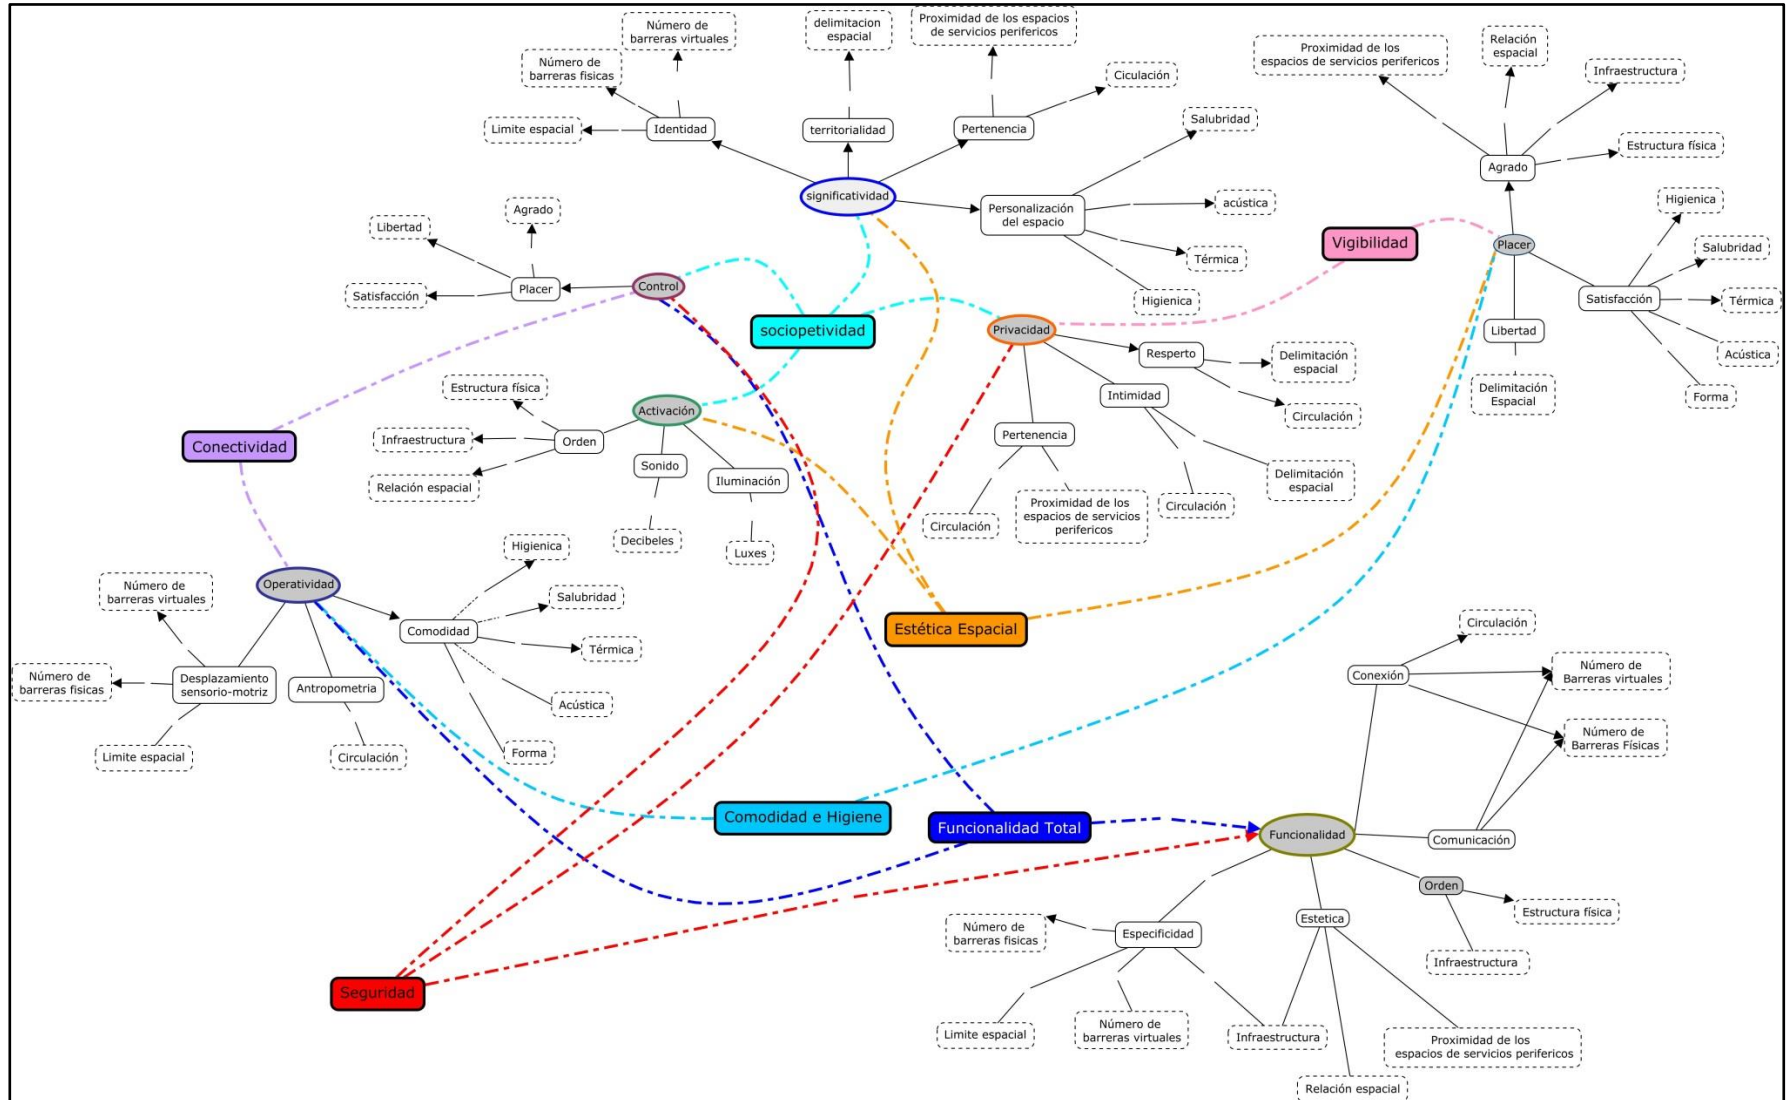 Número de
barreras virtuales
delimitacion
espacial
Proximidad de los espacios
de servicios perifericos
Número de
barreras fisicas
Ciculación
Limite espacial
Identidad
territorialidad
Pertenencia
Salubridad
significatividad
Personalización
del espacio
acústica
Térmica
Higienica
Proximidad de los
espacios de servicios perifericos
Relación
espacial
Infraestructura
Agrado
Estructura física
Higienica
Vigibilidad
Placer
Salubridad
Satisfacción
Térmica
Libertad
Acústica
Delimitación
Espacial
Forma
Agrado
Libertad
Satisfacción
Placer
Control
sociopetividad
Privacidad
Resperto
Delimitación
espacial
Intimidad
Circulación
Pertenencia
Delimitación
espacial
Circulación
Proximidad de los
espacios de servicios
perifericos
Circulación
Estructura física
Activación
Conectividad
Infraestructura
Orden
Relación espacial
Sonido
Iluminación
Decibeles
Luxes
Higienica
Operatividad
Número de
barreras virtuales
Salubridad
Comodidad
Térmica
Número de
barreras fisicas
Desplazamiento
sensorio-motriz
Antropometria
Acústica
Limite espacial
Circulación
Forma
Estética Espacial
Circulación
Conexión
Número de
Barreras virtuales
Número de
Barreras Físicas
Comodidad e Higiene
Funcionalidad Total
Funcionalidad
Comunicación
Orden
Estructura física
Número de
barreras fisicas
Especificidad
Estetica
Infraestructura
Seguridad
Limite espacial
Número de
barreras virtuales
Infraestructura
Proximidad de los
espacios de servicios perifericos
Relación espacial